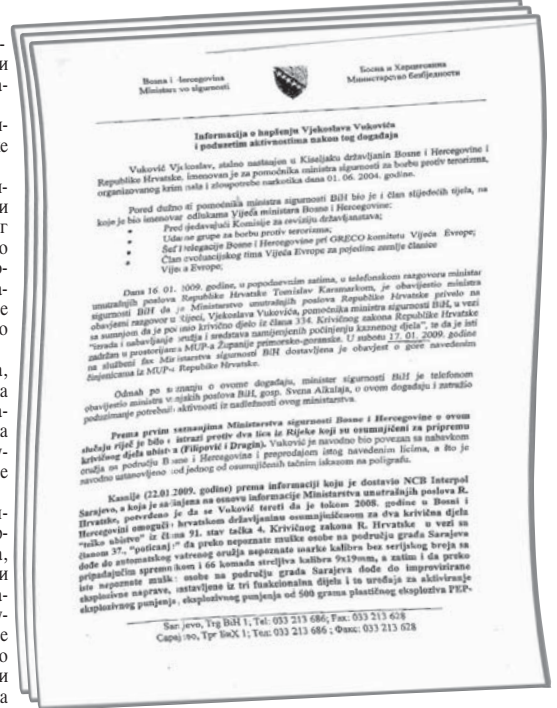 Bosna i Hercegovina
Ministarstvo sigurnosti
Босна и Херцеговина
Министарство безбједности
Informacija o hapšenju Vjekoslava Vukovića
i poduzetim aktivnostima nakon tog događaja
Vuković Vjekoslav, stalno nastanjen u Kiseljaku državljanin Bosne i Hercegovine i
Republike Hrvatske, imenovan je za pomoćnika ministra sigurnosti za borbu protiv terorizma,
organizovanog kriminala i zloupotrebe narkotika dana 01. 06. 2004. godine.
Pored dužnosti pomoćnika ministra sigurnosti BiH bio je i član slijedećih tijela, na
koje je bio imenovan odlukama Vijeća ministara Bosne i Hercegovine:
• Predsjedavajući Komisije za reviziju državljanstava;
• Udarne grupe za borbu protiv terorizma;
• Šef Delegacije Bosne i Hercegovine pri GRECO komitetu Vijeća Evrope;
• Član evoluacijskog tima Vijeća Evrope za pojedine zemlje članice
Vijeća Evrope;
Dana 16. 01. 2009. godine, u popodnevnim satima, u telefonskom razgovoru ministar
unutrašnjih poslova Republike Hrvatske Tomislav Karamarkom, je obavijestio ministra
sigurnosti BiH da je Ministarstvo unutrašnjih poslova Republike Hrvatske privelo na
obavjesni razgovor u Rijeci, Vjekoslava Vukovića, pomoćnika ministra sigurnosti BiH, u vezi
sa sumnjom da je počinio krivično djelo iz člana 334. Krivičnog zakona Republike Hrvatske
"izrada i nabavljanje oružja i sredstava namijenjenih počinjenju kaznenog djela", te da je isti
zadržan u prostorijama MUP-a Županije primorsko-goranske. U subotu 17. 01. 2009. godine
na službeni fax Ministarstva sigurnosti BiH dostavljena je obavjest o gore navedenim
činjenicama iz MUP-a Republike Hrvatske.
Odnah po saznanju o ovome događaju, minister sigurnosti BiH je telefonom
obavijestio ministra vanjskih poslova BiH, gosp. Svena Alkalaja, o ovom događaju i zatražio
poduzimanje potrebnih aktivnosti iz nadležnosti ovog ministarstva.
Prema prvim saznanjima Ministarstva sigurnosti Bosne i Hercegovine o ovom
slučaju riječ je bilo o istrazi protiv dva lica iz Rijeke koji su osumnjičeni za pripremu
krivičnog djela ubistva (Filipović i Dragin). Vuković je navodno bio povezan sa nabavkom
oružja na području Bosne i Hercegovine i preprodajom istog navedenim licima, a što je
navodno ustanovljeno kod jednog od osumnjičenih tačnim iskazom na poligrafu.
Kasnije (22.01.2009. godine) prema informaciji koju je dostavio NCB Interpol
Sarajevo, a koja je sačinjena na osnovu informacije Ministarstva unutrašnjih poslova R.
Hrvatske, potvrđeno je da se Vuković tereti da je tokom 2008. godine u Bosni i
Hercegovini omogućio hrvatskom državljaninu osumnjičenom za dva krivična djela
"teško ubistvo" iz člana 91. stav tačka 4. Krivičnog zakona R. Hrvatske u vezi sa
članom 37., "poticanje" da preko nepoznate muške osobe na području grada Sarajeva
dođe do automatskog vatrenog oružja nepoznate marke kalibra bez serijskog broja sa
pripadajućim spremnikom i 66 komada streljiva kalibra 9x19mm, a zatim i da preko
iste nepoznate muške osobe na području grada Sarajeva dođe do improvizirane
eksplozivne naprave, sastavljene iz tri funkcionalna dijela i to uređaja za aktiviranje
eksplozivnog punjenja, eksplozivnog punjenja od 500 grama plastičnog eksploziva PEP-
Sarajevo, Trg BiH 1; Tel: 033 213 686; Fax: 033 213 628
Сарајево, Трг БиХ 1; Тел: 033 213 686 ; Факс: 033 213 628